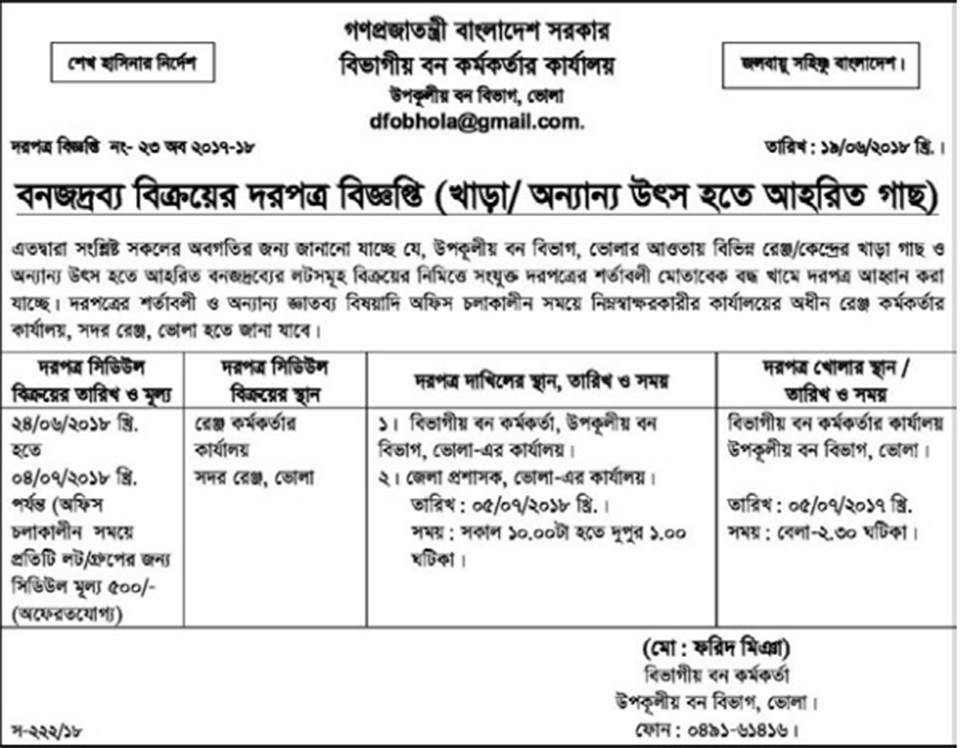 গণপ্রজাতন্ত্রী বাংলাদেশ সরকার
শেখ হাসিনার নির্দেশ
বিভাগীয় বন কর্মকর্তার কার্যালয়
জলবায়ু সহিষ্ণু বাংলাদেশ।
উপকূলীয় বন বিভাগ, ভোলা
dfobhola@gmail.com.
দরপত্র বিজ্ঞপ্তি নং- ২৩ অব ২০১৭-১৮
তারিখ : ১৯/০৬/২০১৮ খ্রি.।
বনজদ্রব্য বিক্রয়ের দরপত্র বিজ্ঞপ্তি (খাড়া/ অন্যান্য উৎস হতে আহরিত গাছ)
এতদ্বারা সংশ্লিষ্ট সকলের অবগতির জন্য জানানো যাচ্ছে যে, উপকূলীয় বন বিভাগ, ভোলার আওতায় বিভিন্ন রেঞ্জ/কেন্দ্রের খাড়া গাছ ও
অন্যান্য উৎস হতে আহরিত বনজদ্রব্যের লটসমূহ বিক্রয়ের নিমিত্তে সংযুক্ত দরপত্রের শর্তাবলী মোতাবেক বদ্ধ খামে দরপত্র আহ্বান করা
যাচ্ছে। দরপত্রের শর্তাবলী ও অন্যান্য জ্ঞাতব্য বিষয়াদি অফিস চলাকালীন সময়ে নিম্নস্বাক্ষরকারীর কার্যালয়ের অধীন রেঞ্জ কর্মকর্তার
কার্যালয়, সদর রেঞ্জ, ভোলা হতে জানা যাবে।
দরপত্র সিডিউল
বিক্রয়ের তারিখ ও মূল্য
দরপত্র সিডিউল
বিক্রয়ের স্থান
দরপত্র দাখিলের স্থান, তারিখ ও সময়
দরপত্র খোলার স্থান /
তারিখ ও সময়
২৪/০৬/২০১৮ খ্রি.
হতে
০৪/০৭/২০১৮ খ্রি.
পর্যন্ত (অফিস
চলাকালীন সময়ে
প্রতিটি লট/গ্রুপের জন্য
সিডিউল মূল্য ৫০০/-
(অফেরতযোগ্য)
রেঞ্জ কর্মকর্তার
কার্যালয়
সদর রেঞ্জ, ভোলা
১। বিভাগীয় বন কর্মকর্তা, উপকূলীয় বন
বিভাগ, ভোলা-এর কার্যালয়।
২। জেলা প্রশাসক, ভোলা-এর কার্যালয়।
তারিখ : ০৫/০৭/২০১৮ খ্রি.।
সময় : সকাল ১০.০০টা হতে দুপুর ১.০০
ঘটিকা।
বিভাগীয় বন কর্মকর্তার কার্যালয়
উপকূলীয় বন বিভাগ, ভোলা।
তারিখ : ০৫/০৭/২০১৭ খ্রি.
সময় : বেলা-২.৩০ ঘটিকা।
(মো : ফরিদ মিঞা)
বিভাগীয় বন কর্মকর্তা
উপকূলীয় বন বিভাগ, ভোলা।
ফোন : ০৪৯১-৬১৪১৬।
স-২২২/১৮